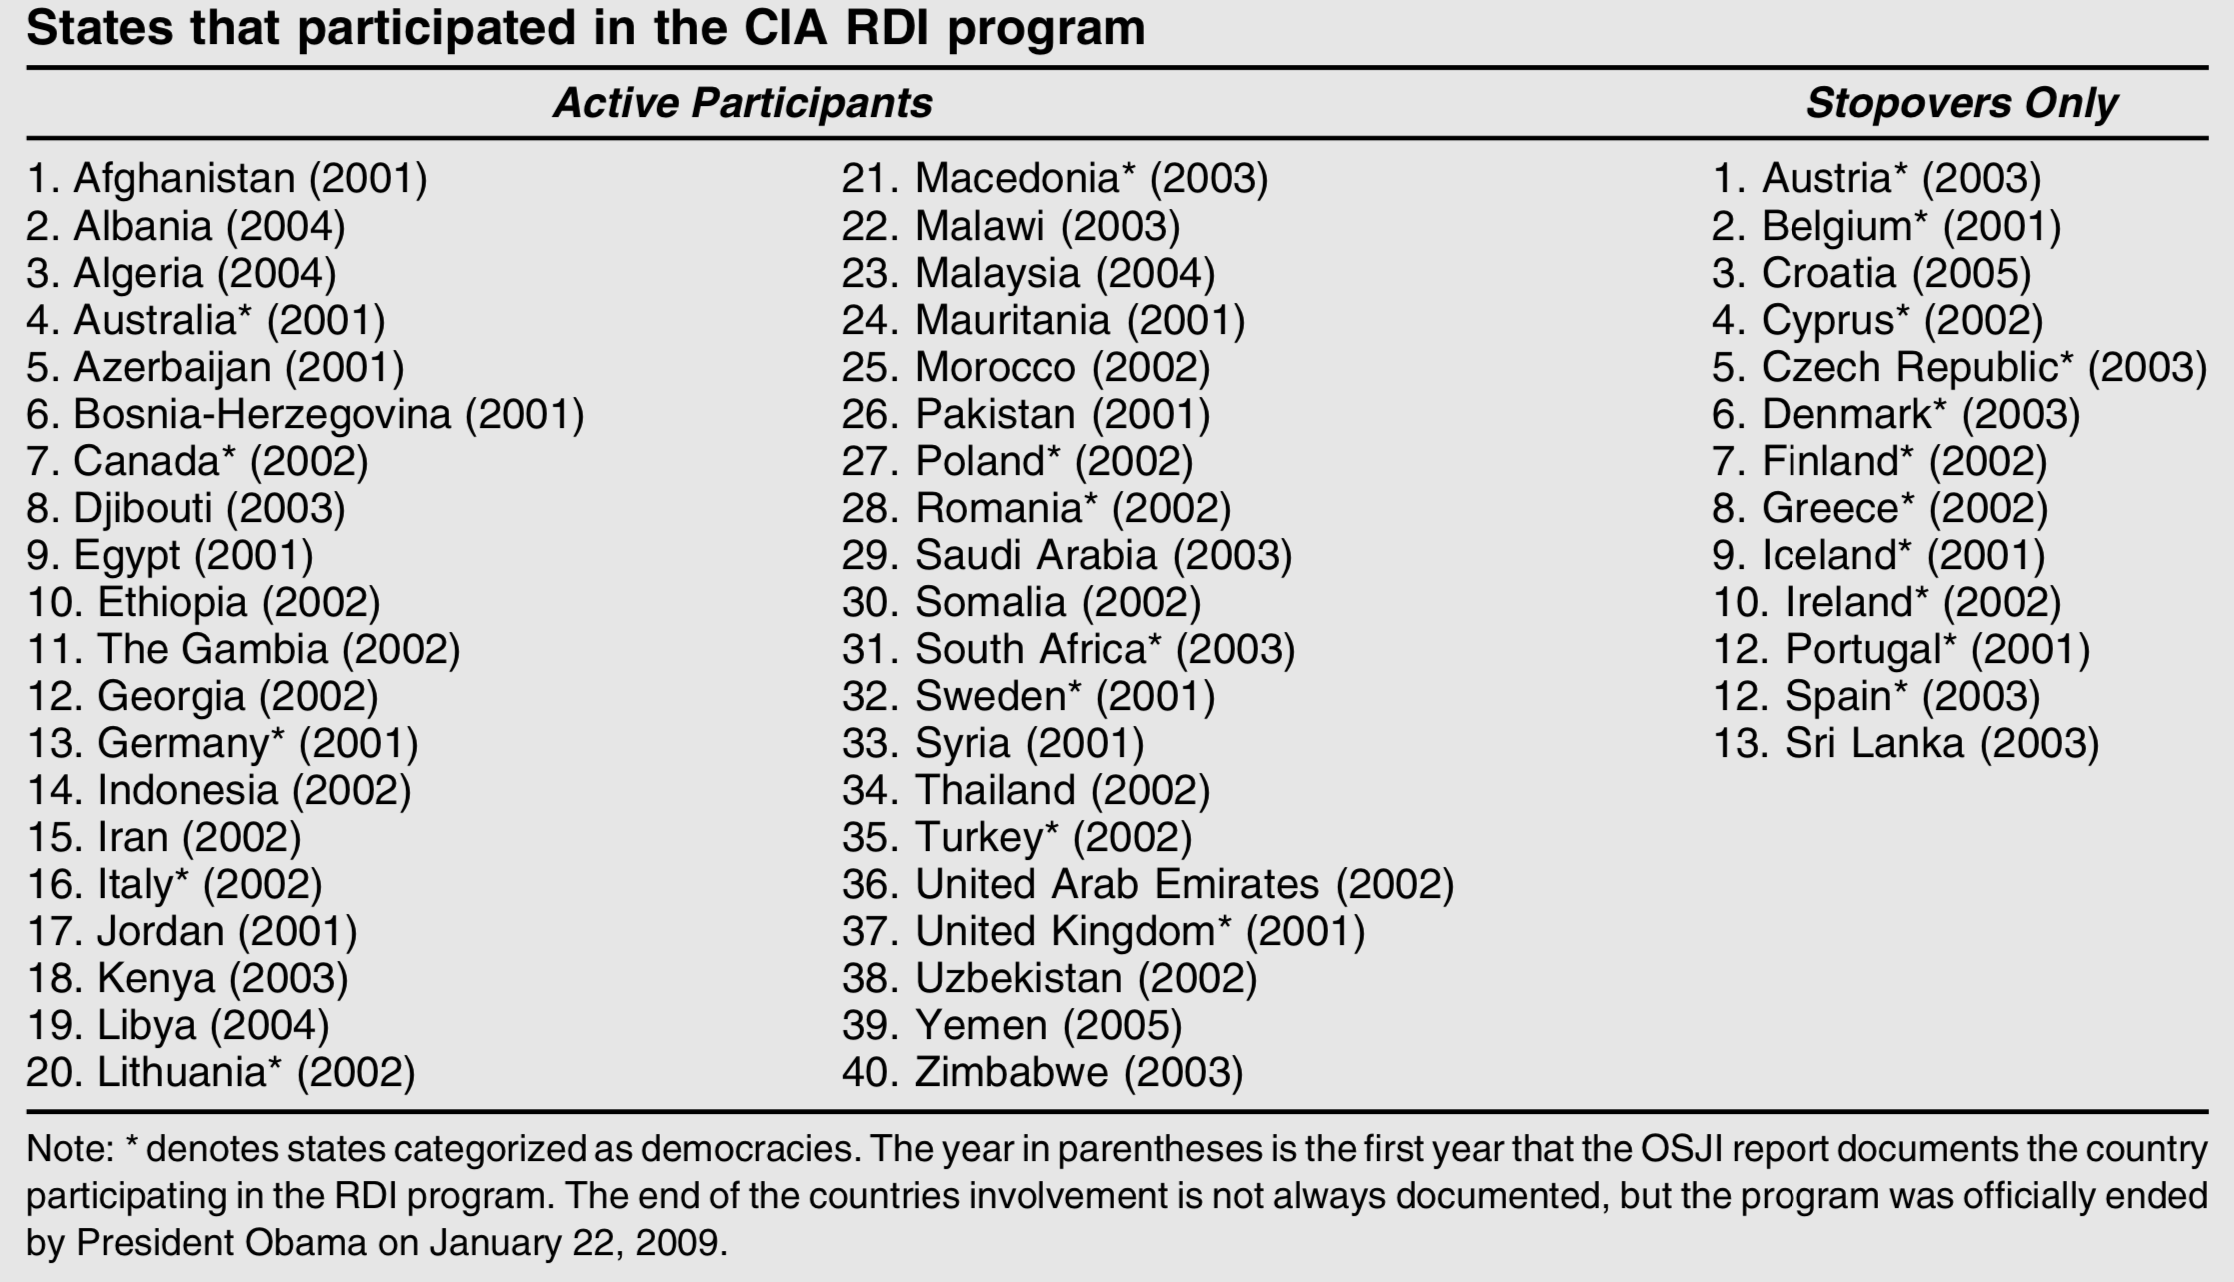 States that participated in the CIA RDI program
Active Participants
Stopovers Only
1. Afghanistan (2001)
2. Albania (2004)
3. Algeria (2004)
4. Australia* (2001)
5. Azerbaijan (2001)
6. Bosnia-Herzegovina (2001)
7. Canada* (2002)
8. Djibouti (2003)
9. Egypt (2001)
10. Ethiopia (2002)
11. The Gambia (2002)
12. Georgia (2002)
13. Germany* (2001)
14. Indonesia (2002)
15. Iran (2002)
16. Italy* (2002)
17. Jordan (2001)
18. Kenya (2003)
19. Libya (2004)
20. Lithuania* (2002)
21. Macedonia* (2003)
22. Malawi (2003)
23. Malaysia (2004)
24. Mauritania (2001)
25. Morocco (2002)
26. Pakistan (2001)
27. Poland* (2002)
28. Romania* (2002)
29. Saudi Arabia (2003)
30. Somalia (2002)
31. South Africa* (2003)
32. Sweden* (2001)
33. Syria (2001)
34. Thailand (2002)
35. Turkey* (2002)
36. United Arab Emirates (2002)
37. United Kingdom* (2001)
38. Uzbekistan (2002)
39. Yemen (2005)
40. Zimbabwe (2003)
1. Austria* (2003)
2. Belgium* (2001)
3. Croatia (2005)
4. Cyprus* (2002)
5. Czech Republic* (2003)
6. Denmark* (2003)
7. Finland* (2002)
8. Greece* (2002)
9. Iceland* (2001)
10. Ireland* (2002)
12. Portugal* (2001)
12. Spain* (2003)
13. Sri Lanka (2003)
Note: * denotes states categorized as democracies. The year in parentheses is the first year that the OSJI report documents the country
participating in the RDI program. The end of the countries involvement is not always documented, but the program was officially ended
by President Obama on January 22, 2009.